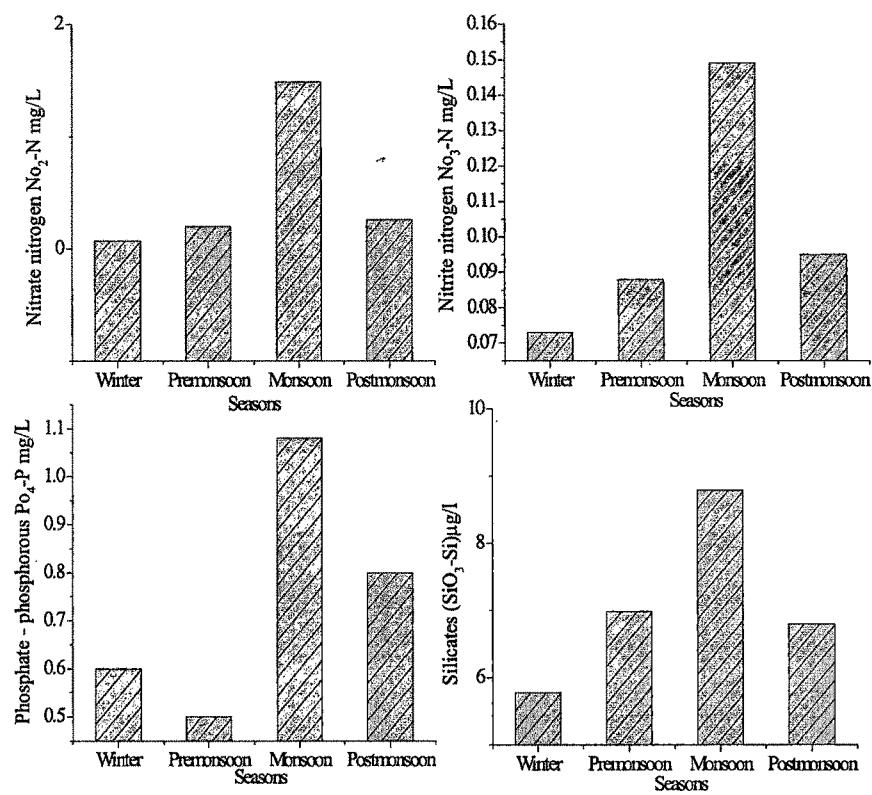 Nitrate nitrogen No₂-N mg/L
2
0
Winter Premonsoon Monsoon Postmonsoon
Seasons
Nitrite nitrogen No₃-N mg/L
0.16
0.15
0.14
0.13
0.12
0.11
0.10
0.09
0.08
0.07
Winter Premonsoon Monsoon Postmonsoon
Seasons
Phosphate - phosphorous Po₄-P mg/L
1.1
1.0
0.9
0.8
0.7
0.6
0.5
Winter Premonsoon Monsoon Postmonsoon
Seasons
Silicates (SiO₃-Si)μg/l
10
8
6
Winter Premonsoon Monsoon Postmonsoon
Seasons